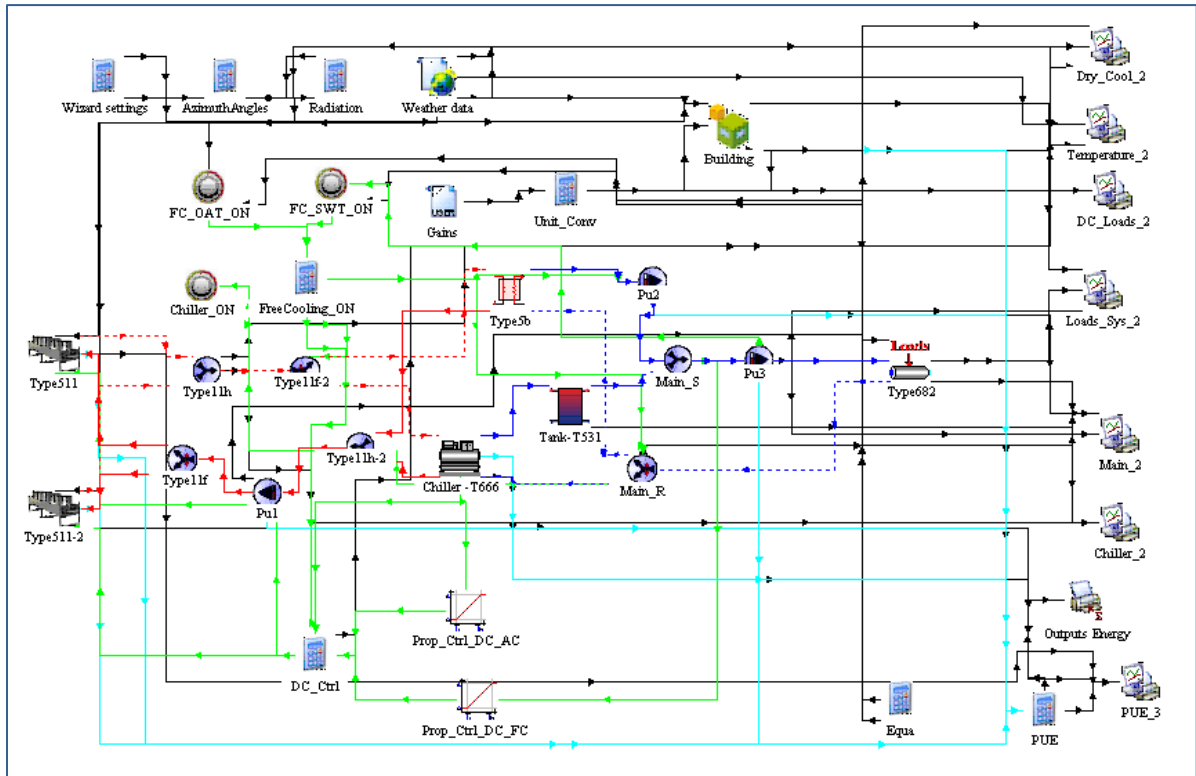 Dry_Cool_2
Wizard settings
AzimuthAngles
Radiation
Weather data
Building
Temperature_2
FC_OAT_ON
FC_SWT_ON
USER
Gains
Unit_Conv
DC_Loads_2
Chiller_ON
FreeCooling_ON
Type5b
Pu2
Loads_Sys_2
Type511
Type11h
Type11f-2
Main_S
Pu3
Loads
Type682
Tank-T531
Type11h-2
Type11f
Chiller -T666
Main_R
Main_2
Pu1
Type511-2
Chiller_2
Prop_Ctrl_DC_AC
Outputs Energy
DC_Ctrl
Prop_Ctrl_DC_FC
Equa
PUE
PUE_3